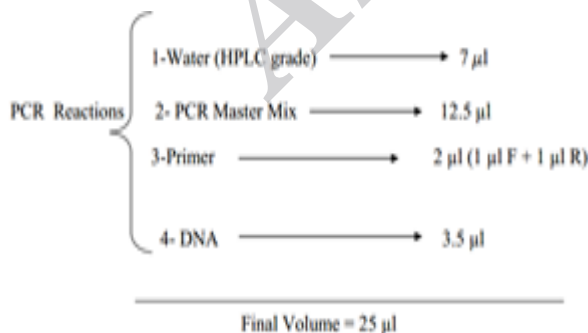 1-Water (HPLC grade) 7 µl
PCR Reactions 2- PCR Master Mix 12.5 µl
3-Primer 2 µl (1 µl F + 1 µl R)
4- DNA 3.5 µl
Final Volume = 25 µl